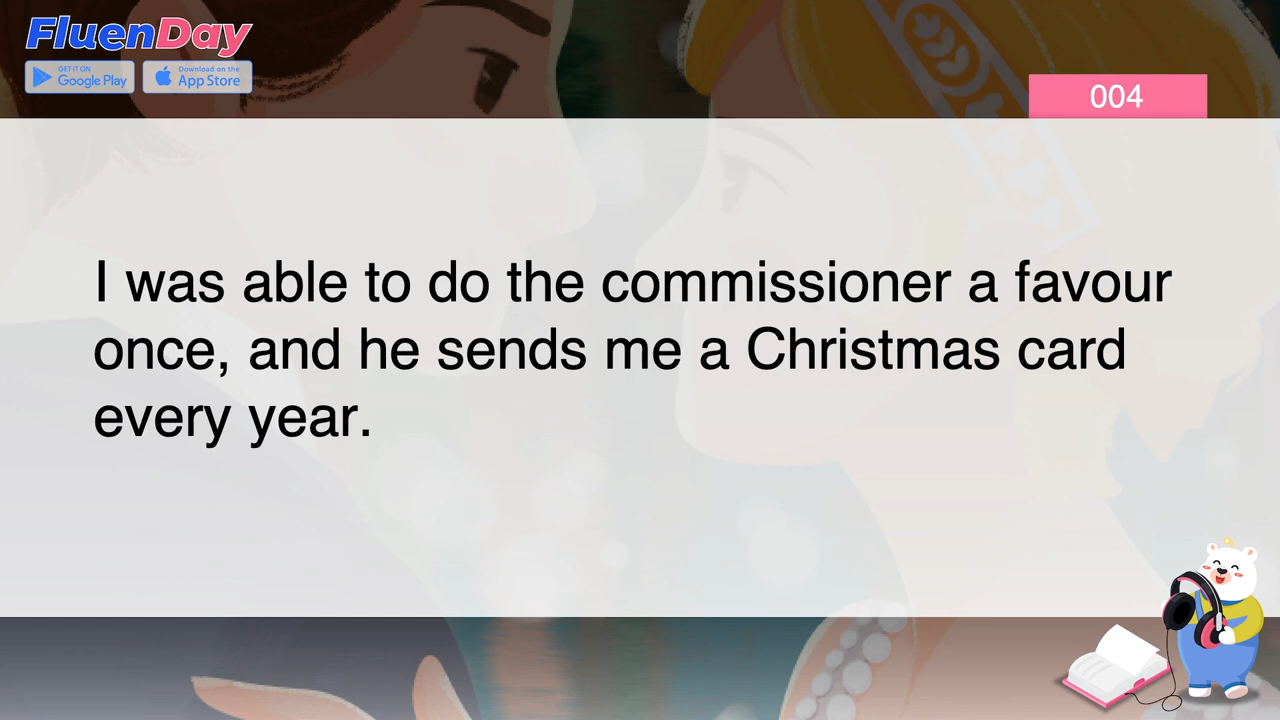 FluenDay
GET IT ON
Google Play
Download on the
App Store
004
I was able to do the commissioner a favour
once, and he sends me a Christmas card
every year.